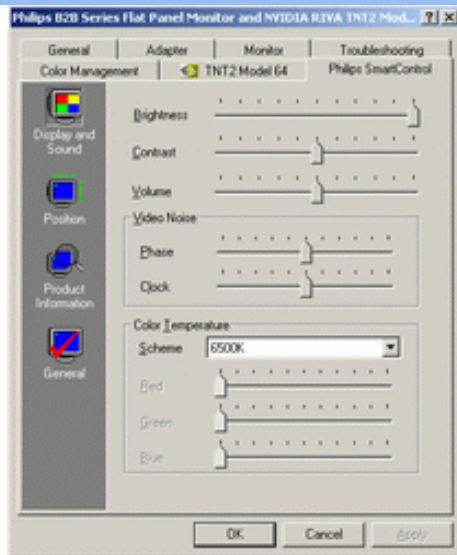 Philips B2B Series Flat Panel Monitor and NVIDIA RIVA TNT2 Mod...
General Adapter Monitor Troubleshooting
Color Management TNT2 Model 64 Philips SmartControl
Display and
Sound
Position
Product
Information
General
Brightness
Contrast
Volume
Video Noise
Phase
Clock
Color Temperature
Scheme 6500K
Red
Green
Blue
OK Cancel Apply